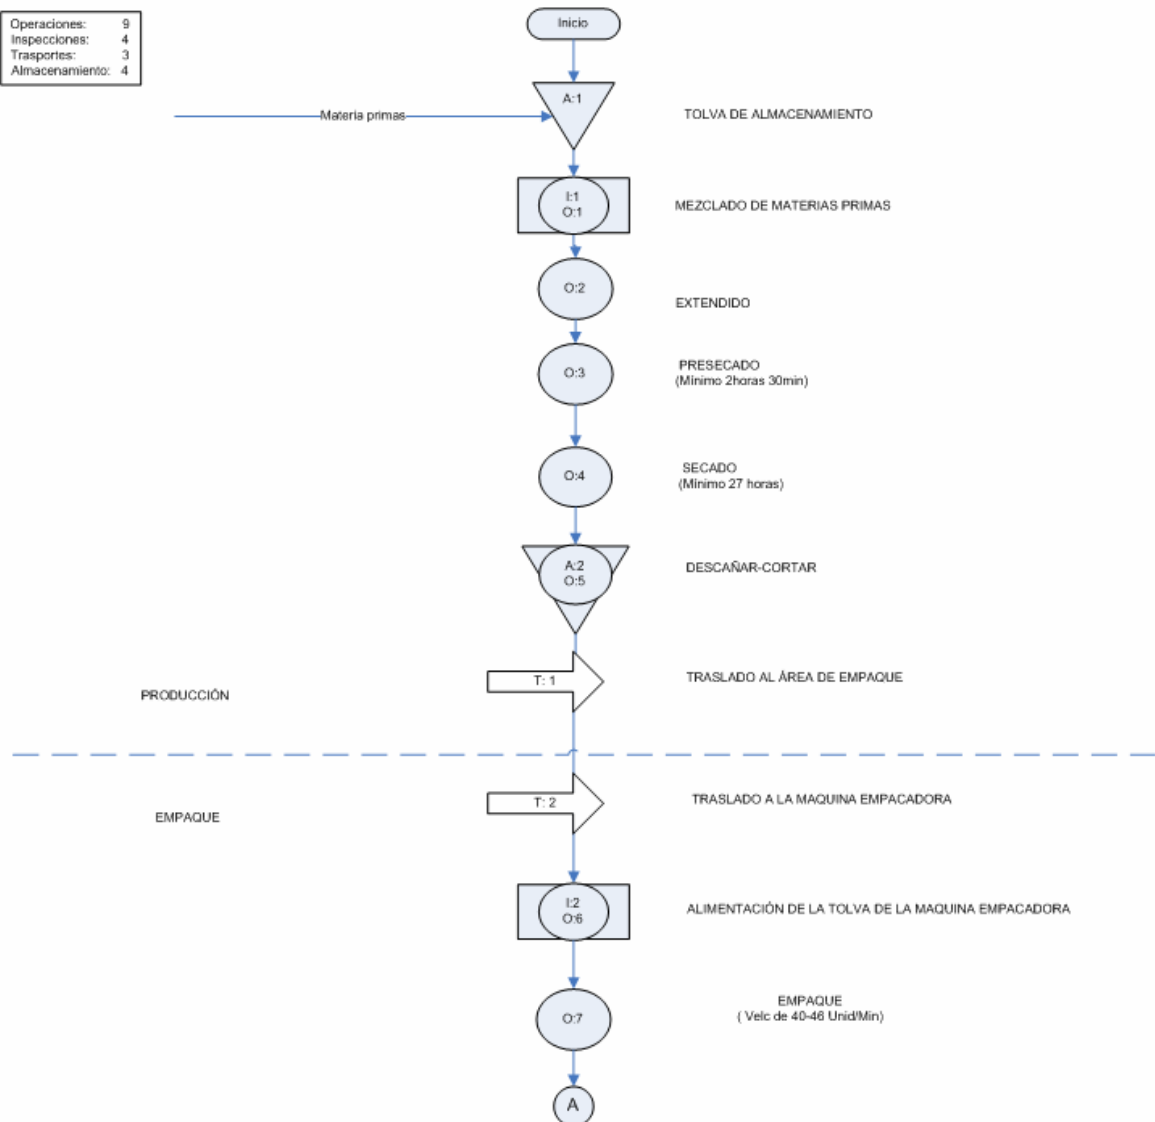 Operaciones: 9
Inspecciones: 4
Trasportes: 3
Almacenamiento: 4
Inicio
A:1
Materia primas
TOLVA DE ALMACENAMIENTO
I:1
O:1
MEZCLADO DE MATERIAS PRIMAS
O:2
EXTENDIDO
O:3
PRESECADO
(Mínimo 2horas 30min)
O:4
SECADO
(Mínimo 27 horas)
A:2
O:5
DESCAÑAR-CORTAR
T: 1
TRASLADO AL ÁREA DE EMPAQUE
PRODUCCIÓN
T: 2
TRASLADO A LA MAQUINA EMPACADORA
EMPAQUE
I:2
O:6
ALIMENTACIÓN DE LA TOLVA DE LA MAQUINA EMPACADORA
O:7
EMPAQUE
( Velc de 40-46 Unid/Min)
A